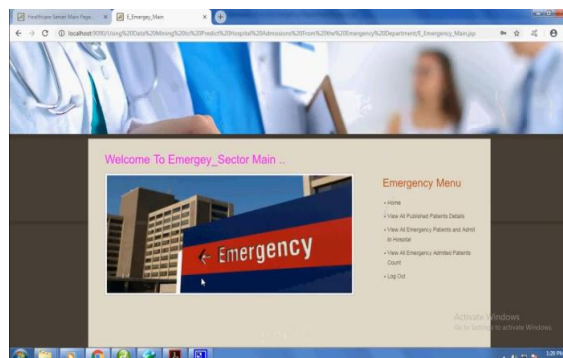 Healthcare Server Main Page
E_Emergey_Main
localhost:9090/Using%20Data%20Mining%20to%20Predict%20Hospital%20Admissions%20From%20the%20Emergency%20Department/E_Emergency_Main.jsp
Welcome To Emergey_Sector Main ..
Emergency
Emergency Menu
Home
View All Published Patients Details
View All Emergency Patients and Admit
to Hospital
View All Emergency Admitted Patients
Count
Log Out
Activate Windows
Go to Settings to activate Windows.
1:29 PM